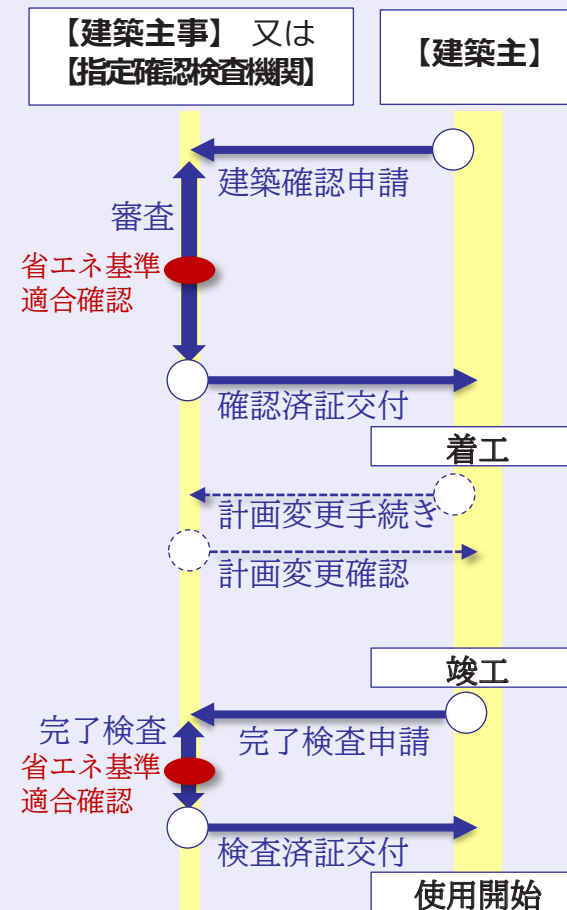 【建築主事】 又は
【指定確認検査機関】
【建築主】
建築確認申請
審査
省エネ基準
適合確認
確認済証交付
着工
計画変更手続き
計画変更確認
竣工
完了検査
完了検査申請
省エネ基準
適合確認
検査済証交付
使用開始